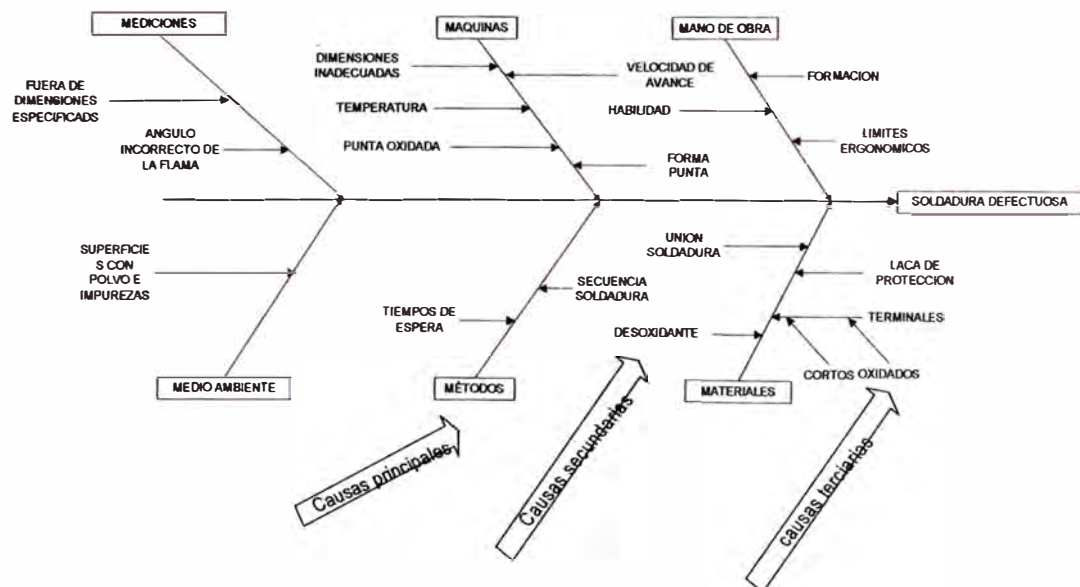 MEDICIONES
MAQUINAS
MANO DE OBRA
DIMENSIONES
INADECUADAS
VELOCIDAD DE
AVANCE
FORMACION
FUERA DE
DIMENSIONES
ESPECIFICADS
TEMPERATURA
HABILIDAD
ANGULO
INCORRECTO DE
LA FLAMA
PUNTA OXIDADA
LIMITES
ERGONOMICOS
FORMA
PUNTA
SOLDADURA DEFECTUOSA
SUPERFICIE
S CON
POLVO E
IMPUREZAS
UNION
SOLDADURA
LACA DE
PROTECCION
SECUENCIA
SOLDADURA
TIEMPOS DE
ESPERA
TERMINALES
DESOXIDANTE
CORTOS OXIDADOS
MEDIO AMBIENTE
MÉTODOS
MATERIALES
Causas principales
Causas secundarias
causas terciarias